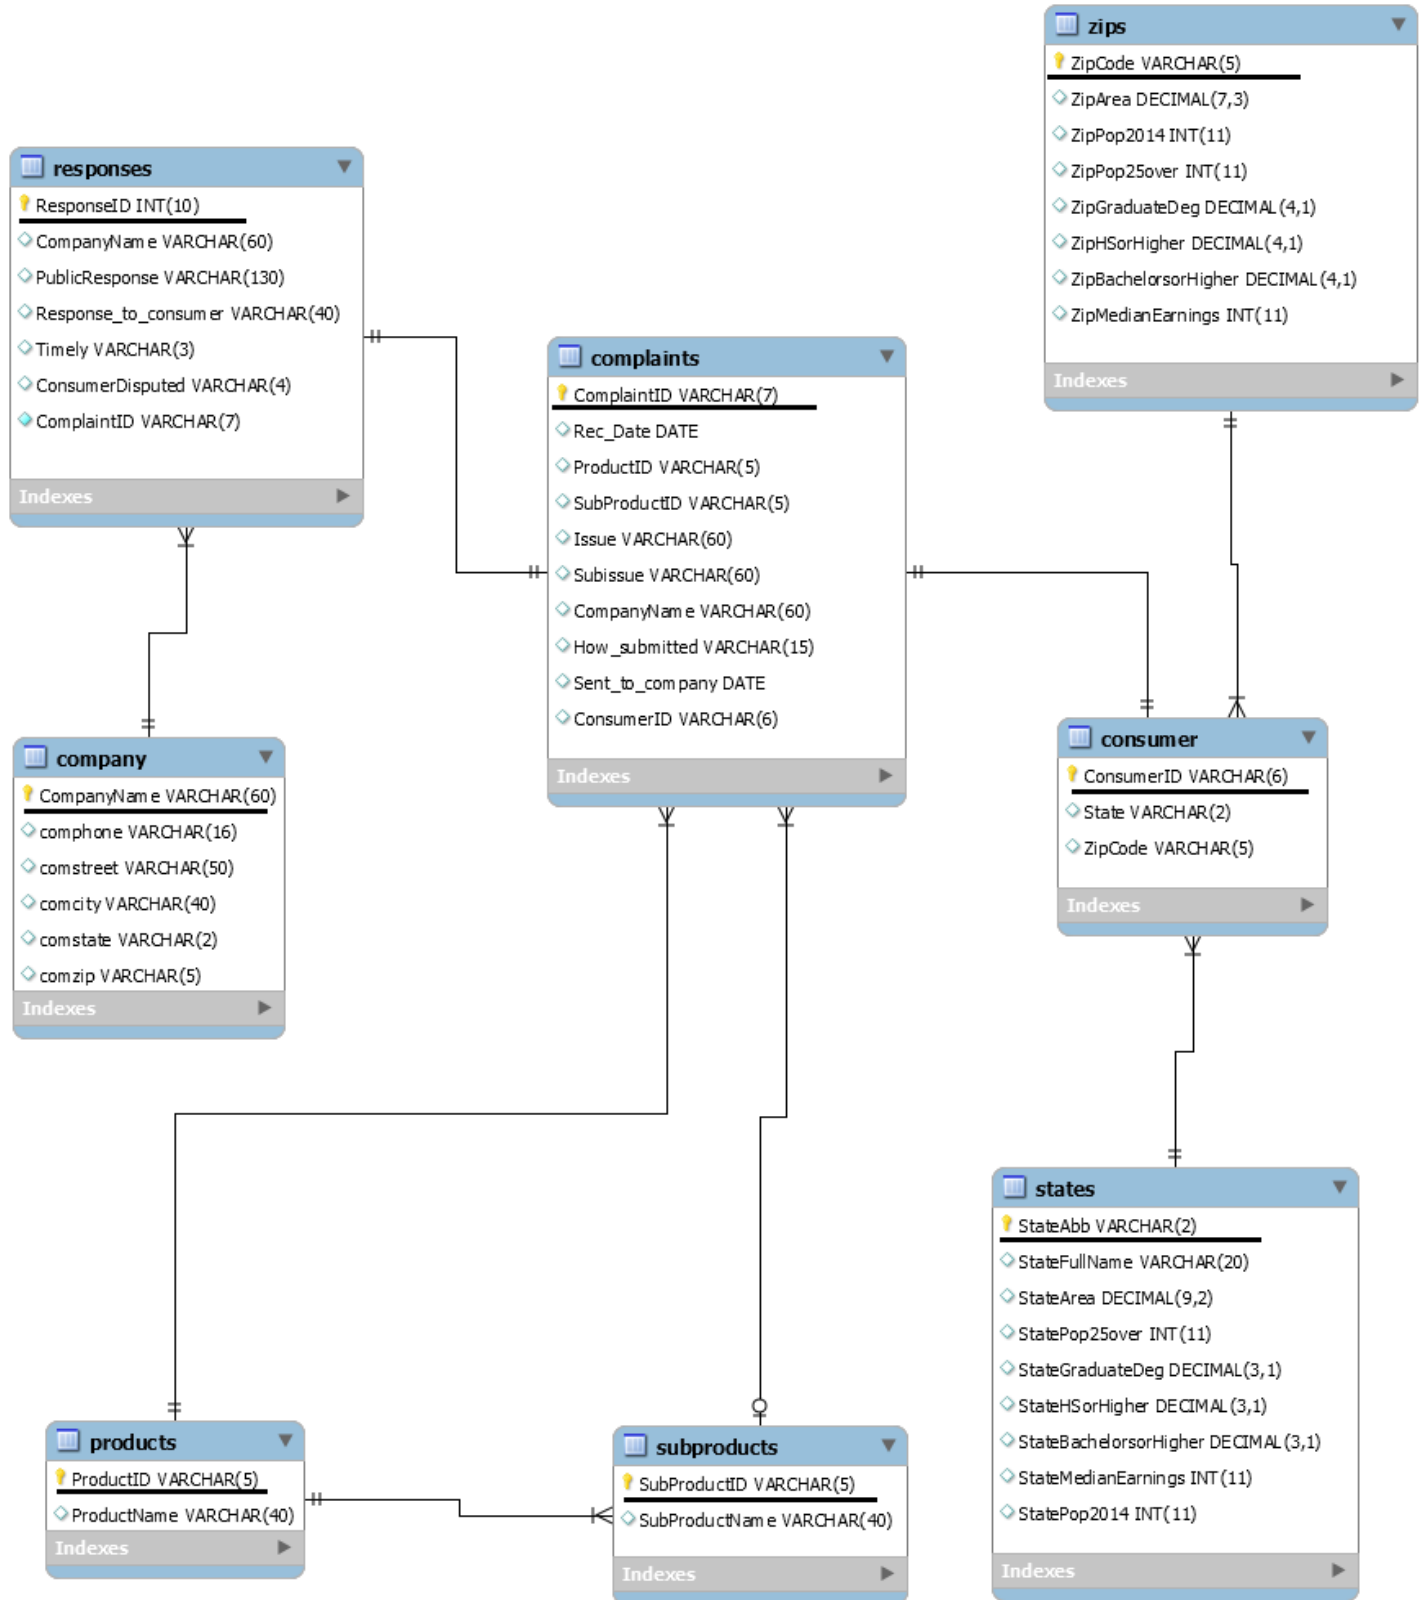 zips
ZipCode VARCHAR(5)
ZipArea DECIMAL(7,3)
ZipPop2014 INT(11)
ZipPop25over INT(11)
ZipGraduateDeg DECIMAL(4,1)
ZipHSorHigher DECIMAL(4,1)
ZipBachelorsorHigher DECIMAL(4,1)
ZipMedianEarnings INT(11)
Indexes
responses
ResponseID INT(10)
CompanyName VARCHAR(60)
PublicResponse VARCHAR(130)
Response_to_consumer VARCHAR(40)
Timely VARCHAR(3)
ConsumerDisputed VARCHAR(4)
ComplaintID VARCHAR(7)
Indexes
complaints
ComplaintID VARCHAR(7)
Rec_Date DATE
ProductID VARCHAR(5)
SubProductID VARCHAR(5)
Issue VARCHAR(60)
Subissue VARCHAR(60)
CompanyName VARCHAR(60)
How_submitted VARCHAR(15)
Sent_to_company DATE
ConsumerID VARCHAR(6)
Indexes
company
CompanyName VARCHAR(60)
comphone VARCHAR(16)
comstreet VARCHAR(50)
comcity VARCHAR(40)
comstate VARCHAR(2)
comzip VARCHAR(5)
Indexes
consumer
ConsumerID VARCHAR(6)
State VARCHAR(2)
ZipCode VARCHAR(5)
Indexes
states
StateAbb VARCHAR(2)
StateFullName VARCHAR(20)
StateArea DECIMAL(9,2)
StatePop25over INT(11)
StateGraduateDeg DECIMAL(3,1)
StateHSorHigher DECIMAL(3,1)
StateBachelorsorHigher DECIMAL(3,1)
StateMedianEarnings INT(11)
StatePop2014 INT(11)
Indexes
products
ProductID VARCHAR(5)
ProductName VARCHAR(40)
Indexes
subproducts
SubProductID VARCHAR(5)
SubProductName VARCHAR(40)
Indexes